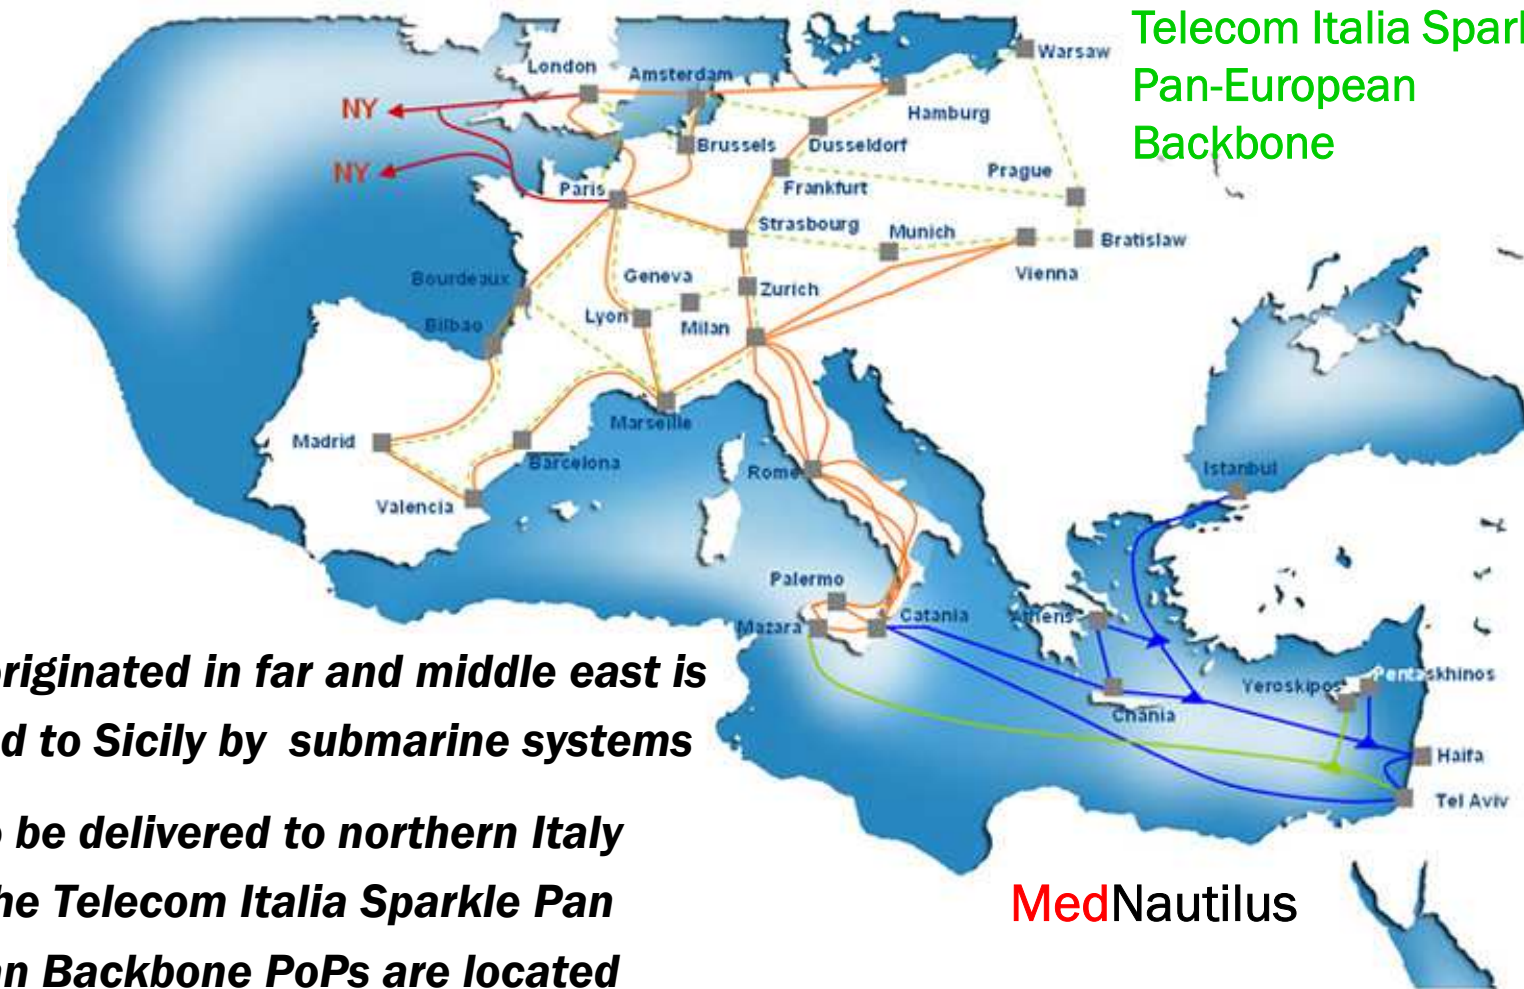 Telecom Italia Spark
Pan-European
Backbone
London
Amsterdam
Warsaw
NY
Hamburg
Brussels
Dusseldorf
NY
Paris
Frankfurt
Prague
Strasbourg
Munich
Bratislaw
Vienna
Bourdeaux
Geneva
Zurich
Lyon
Milan
Bilbao
Marseille
Madrid
Barcelona
Rome
Istanbul
Valencia
Palermo
Mazara
Catania
Athens
Yeroskipos
Pentaskhinos
Chania
Haifa
Tel Aviv
originated in far and middle east is
d to Sicily by submarine systems
be delivered to northern Italy
he Telecom Italia Sparkle Pan
n Backbone PoPs are located
MedNautilus